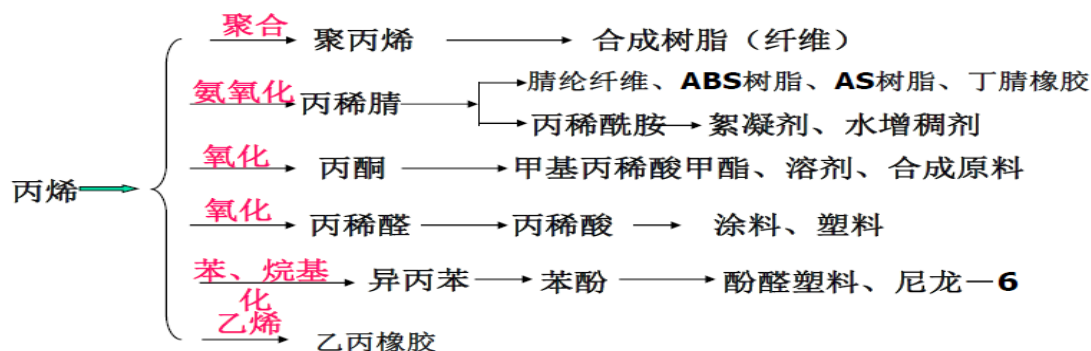 聚合
聚丙烯 合成树脂（纤维）
氨氧化 丙稀腈 腈纶纤维、ABS树脂、AS树脂、丁腈橡胶
丙稀酰胺 絮凝剂、水增稠剂
氧化 丙酮 甲基丙稀酸甲酯、溶剂、合成原料
丙烯
氧化 丙稀醛 丙稀酸 涂料、塑料
苯、烷基化 异丙苯 苯酚 酚醛塑料、尼龙－6
乙烯 乙丙橡胶